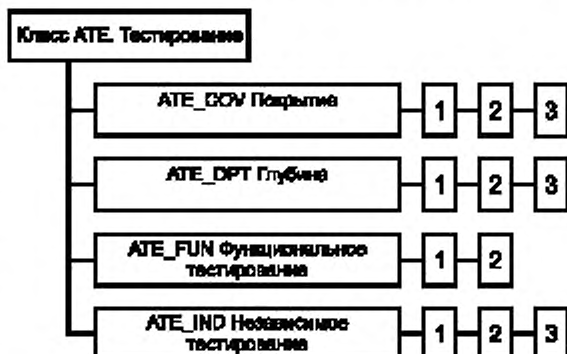 Класс ATE. Тестирование
ATE_COV Покрытие 1 2 3
ATE_DPT Глубина 1 2 3
ATE_FUN Функциональное
тестирование 1 2
ATE_IND Независимое
тестирование 1 2 3